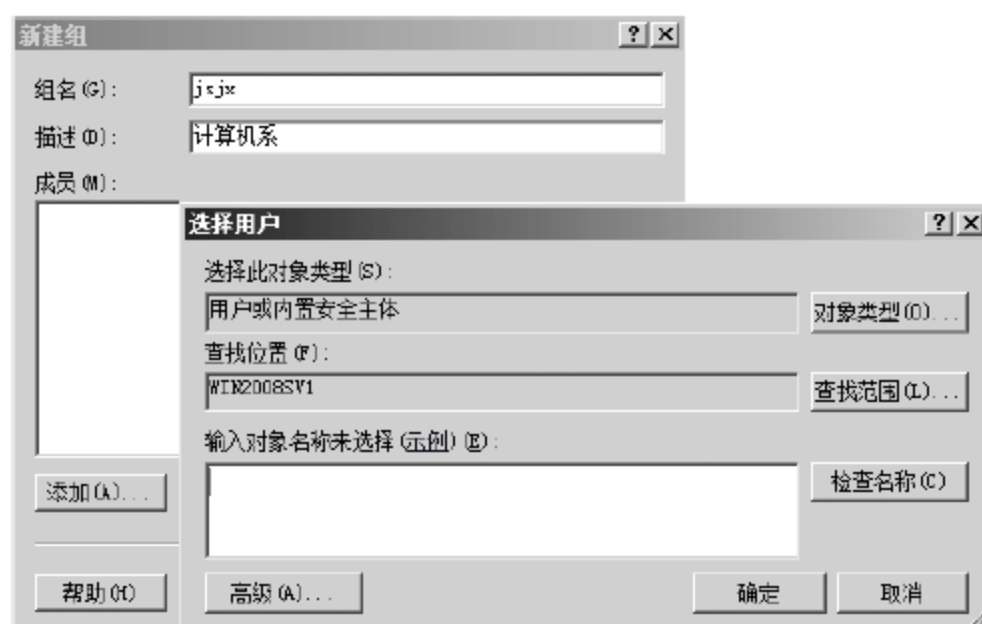 新建组
组名(G):
jsjx
描述(D):
计算机系
成员(M):
选择用户
选择此对象类型(S):
用户或内置安全主体
对象类型(O)...
查找位置(F):
WIN2008SV1
查找范围(L)...
输入对象名称未选择(示例)(E):
检查名称(C)
添加(A)...
帮助(H)
高级(A)...
确定
取消